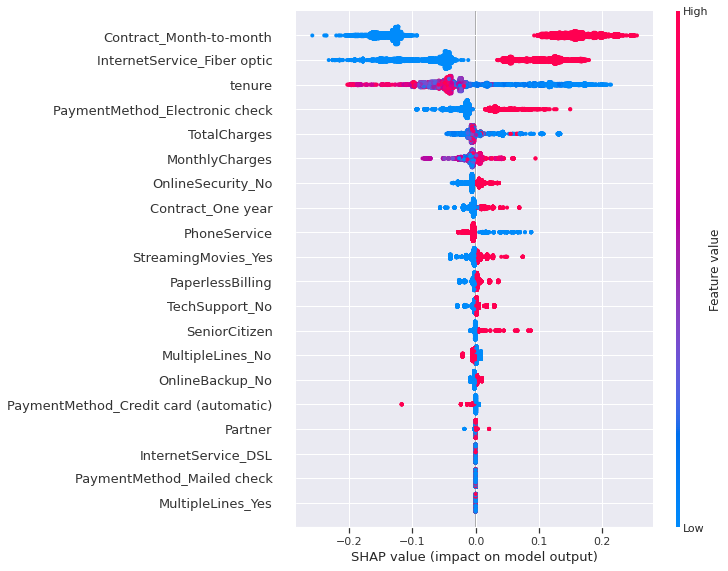 High
Contract_Month-to-month
InternetService_Fiber optic
tenure
PaymentMethod_Electronic check
TotalCharges
MonthlyCharges
OnlineSecurity_No
Contract_One year
PhoneService
StreamingMovies_Yes
PaperlessBilling
TechSupport_No
SeniorCitizen
MultipleLines_No
OnlineBackup_No
PaymentMethod_Credit card (automatic)
Partner
InternetService_DSL
PaymentMethod_Mailed check
MultipleLines_Yes
Feature value
Low
−0.2 −0.1 0.0 0.1 0.2
SHAP value (impact on model output)